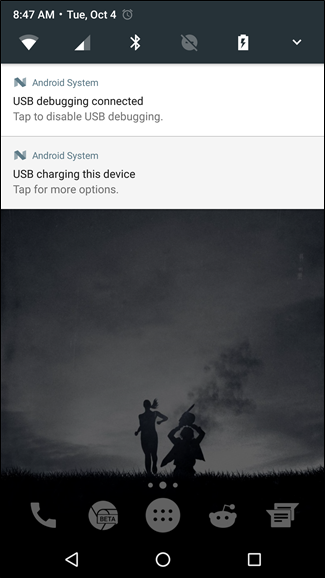 8:47 AM • Tue, Oct 4
Android System
USB debugging connected
Tap to disable USB debugging.
Android System
USB charging this device
Tap for more options.
BETA